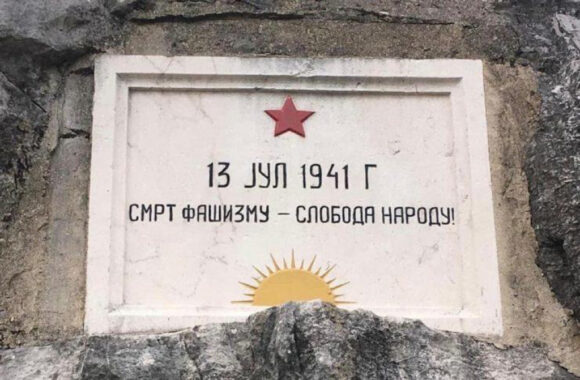 13 ЈУЛ 1941 Г
СМРТ ФАШИЗМУ – СЛОБОДА НАРОДУ!